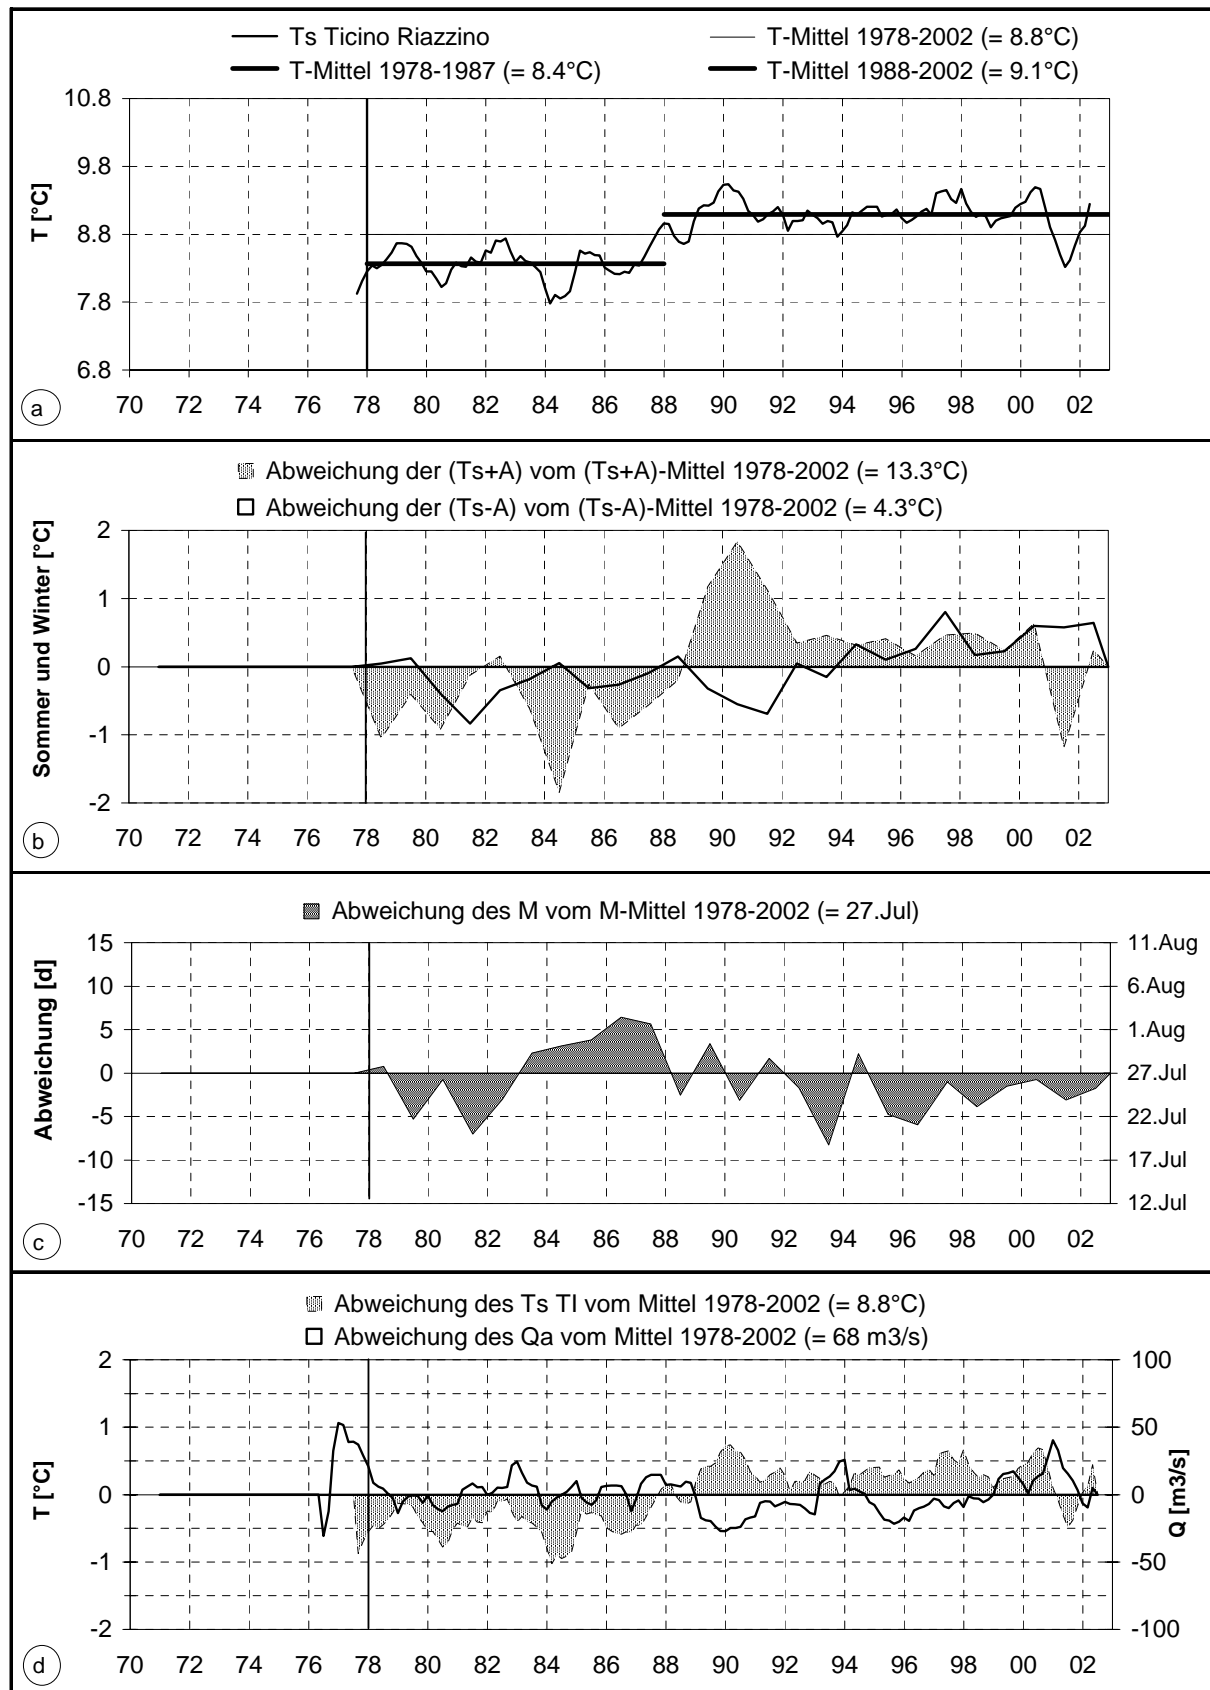 Ts Ticino Riazzino
T-Mittel 1978-2002 (= 8.8°C)
T-Mittel 1978-1987 (= 8.4°C)
T-Mittel 1988-2002 (= 9.1°C)
T [°C]
10.8
9.8
8.8
7.8
6.8
70 72 74 76 78 80 82 84 86 88 90 92 94 96 98 00 02
a
Abweichung der (Ts+A) vom (Ts+A)-Mittel 1978-2002 (= 13.3°C)
Abweichung der (Ts-A) vom (Ts-A)-Mittel 1978-2002 (= 4.3°C)
Sommer und Winter [°C]
2
1
0
-1
-2
70 72 74 76 78 80 82 84 86 88 90 92 94 96 98 00 02
b
Abweichung des M vom M-Mittel 1978-2002 (= 27.Jul)
Abweichung [d]
15
10
5
0
-5
-10
-15
11.Aug
6.Aug
1.Aug
27.Jul
22.Jul
17.Jul
12.Jul
70 72 74 76 78 80 82 84 86 88 90 92 94 96 98 00 02
c
Abweichung des Ts TI vom Mittel 1978-2002 (= 8.8°C)
Abweichung des Qa vom Mittel 1978-2002 (= 68 m3/s)
T [°C]
2
1
0
-1
-2
100
50
0
-50
-100
Q [m3/s]
70 72 74 76 78 80 82 84 86 88 90 92 94 96 98 00 02
d